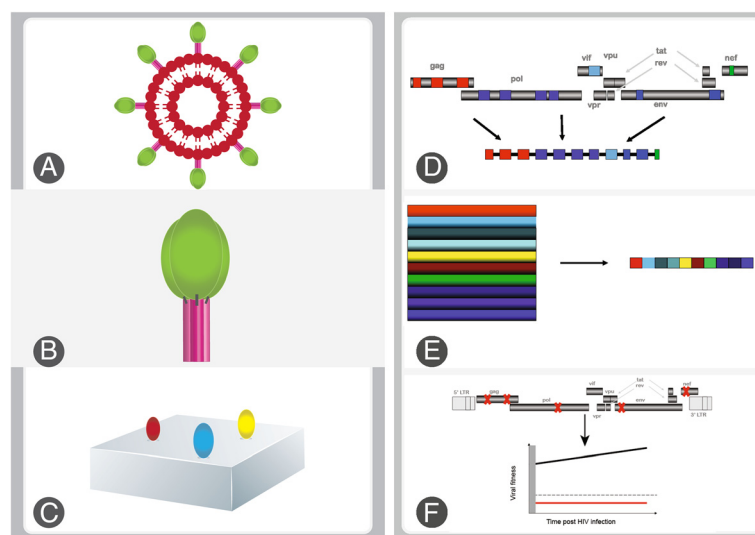 A
B
C
gag
pol
vif
vpu
vpr
tat
rev
env
nef
D
E
5' LTR
gag
pol
vif
vpu
vpr
tat
rev
env
nef
3' LTR
Viral fitness
Time post HIV infection
F